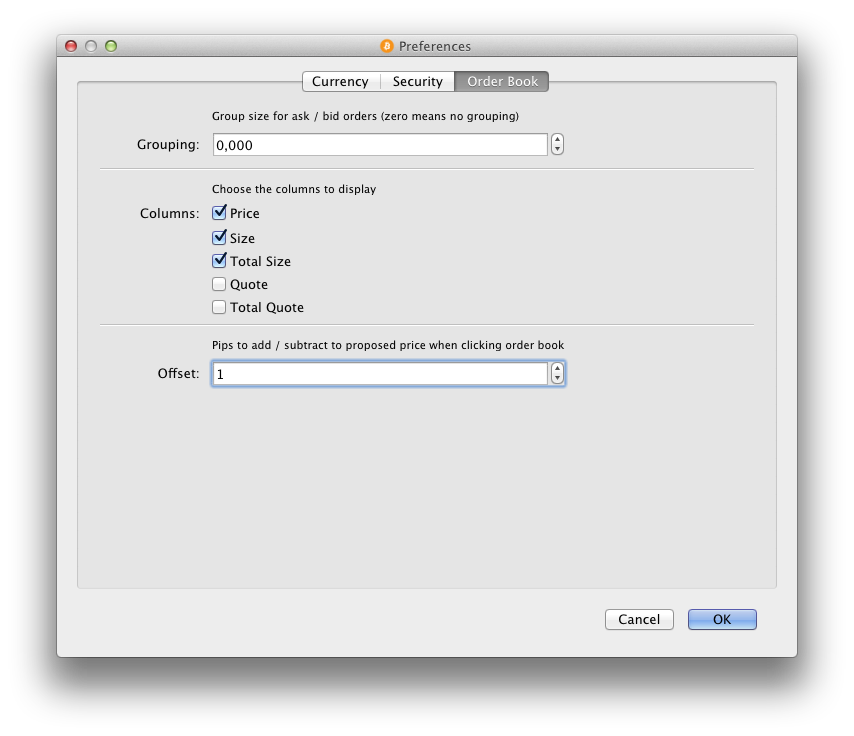 Preferences
Currency Security Order Book
Group size for ask / bid orders (zero means no grouping)
Grouping: 0,000
Choose the columns to display
Columns: Price
Size
Total Size
Quote
Total Quote
Pips to add / subtract to proposed price when clicking order book
Offset: 1
Cancel OK